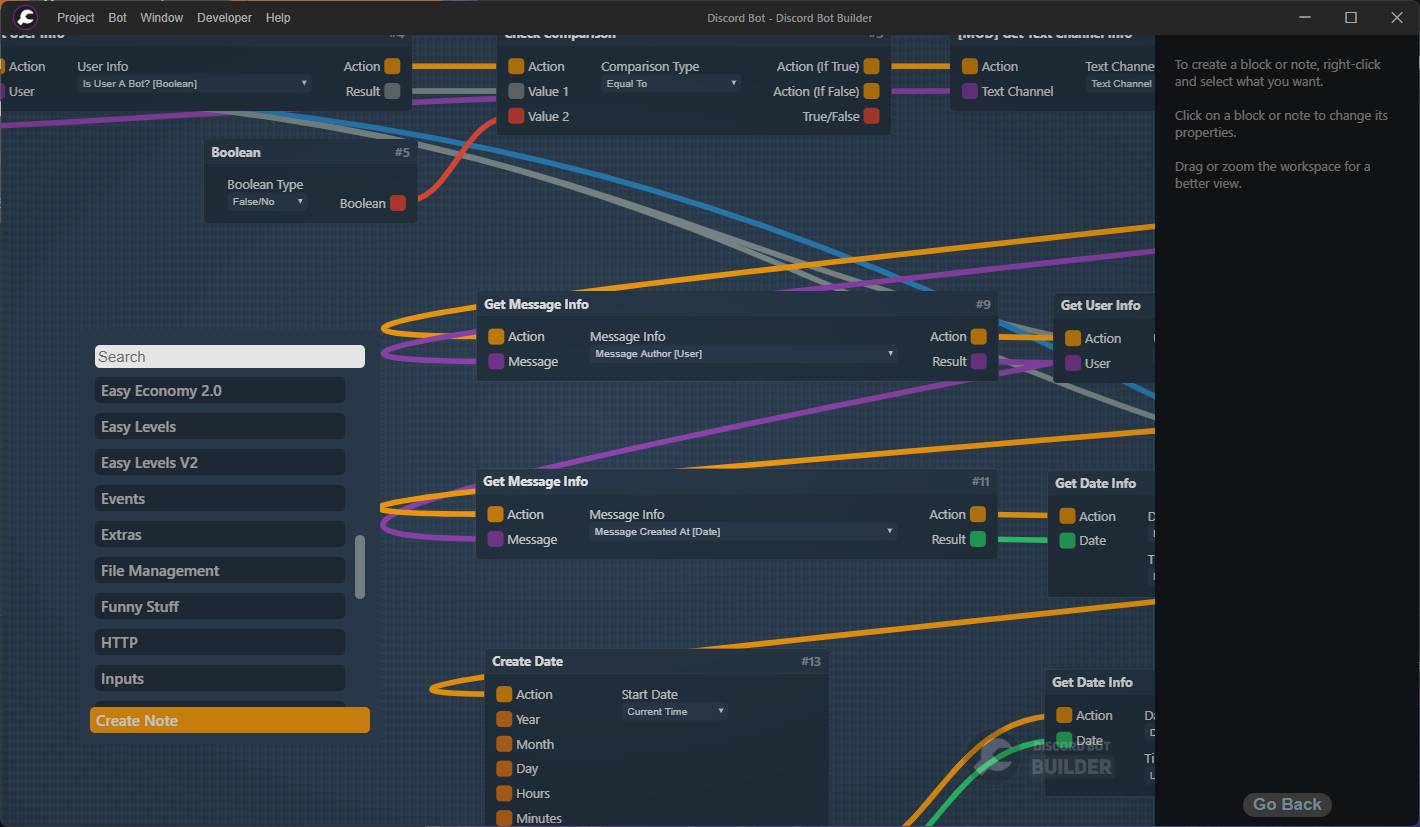 Project Bot Window Developer Help
Discord Bot - Discord Bot Builder
#4
Action
User
User Info
Is User A Bot? [Boolean]
Action
Result
Check Comparison
Action
Value 1
Value 2
Comparison Type
Equal To
Action (If True)
Action (If False)
True/False
[MOD] Get Text Channel Info
Action
Text Channel
Text Channe
Text Channel
Boolean #5
Boolean Type
False/No
Boolean
Get Message Info #9
Action
Message
Message Info
Message Author [User]
Action
Result
Get User Info
Action
User
Get Message Info #11
Action
Message
Message Info
Message Created At [Date]
Action
Result
Get Date Info
Action
Date
Create Date #13
Action
Year
Month
Day
Hours
Minutes
Start Date
Current Time
Get Date Info
Action
Date
Search
Easy Economy 2.0
Easy Levels
Easy Levels V2
Events
Extras
File Management
Funny Stuff
HTTP
Inputs
Create Note
DISCORD BOT
BUILDER
To create a block or note, right-click
and select what you want.
Click on a block or note to change its
properties.
Drag or zoom the workspace for a
better view.
Go Back